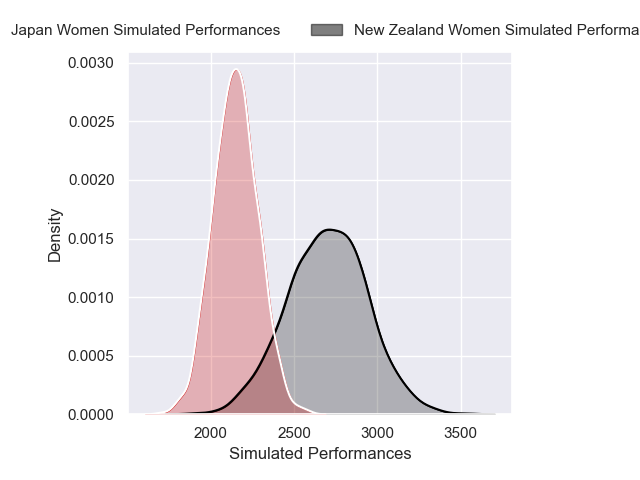 Japan Women Simulated Performances
New Zealand Women Simulated Performa
0.0030
0.0025
0.0020
0.0015
0.0010
0.0005
0.0000
Density
2000 2500 3000 3500
Simulated Performances